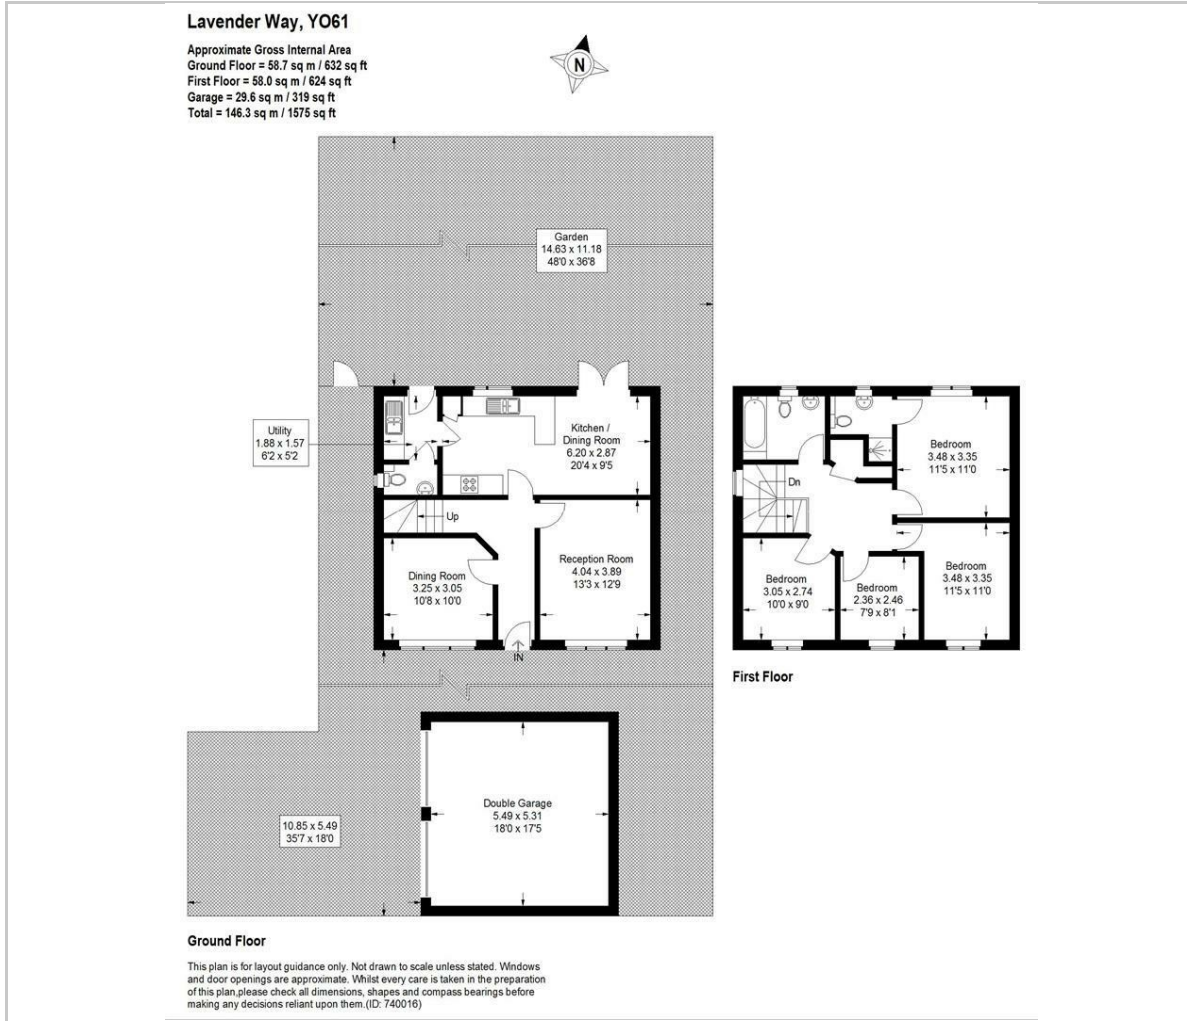 Lavender Way, YO61
Approximate Gross Internal Area
Ground Floor = 58.7 sq m / 632 sq ft
First Floor = 58.0 sq m / 624 sq ft
Garage = 29.6 sq m / 319 sq ft
Total = 146.3 sq m / 1575 sq ft
N
Garden
14.63 x 11.18
48'0 x 36'8
Utility
1.88 x 1.57
6'2 x 5'2
Kitchen /
Dining Room
6.20 x 2.87
20'4 x 9'5
Up
Dining Room
3.25 x 3.05
10'8 x 10'0
Reception Room
4.04 x 3.89
13'3 x 12'9
IN
Bedroom
3.48 x 3.35
11'5 x 11'0
Dn
Bedroom
3.05 x 2.74
10'0 x 9'0
Bedroom
2.36 x 2.46
7'9 x 8'1
Bedroom
3.48 x 3.35
11'5 x 11'0
First Floor
Double Garage
5.49 x 5.31
18'0 x 17'5
10.85 x 5.49
35'7 x 18'0
Ground Floor
This plan is for layout guidance only. Not drawn to scale unless stated. Windows
and door openings are approximate. Whilst every care is taken in the preparation
of this plan,please check all dimensions, shapes and compass bearings before
making any decisions reliant upon them.(ID: 740016)